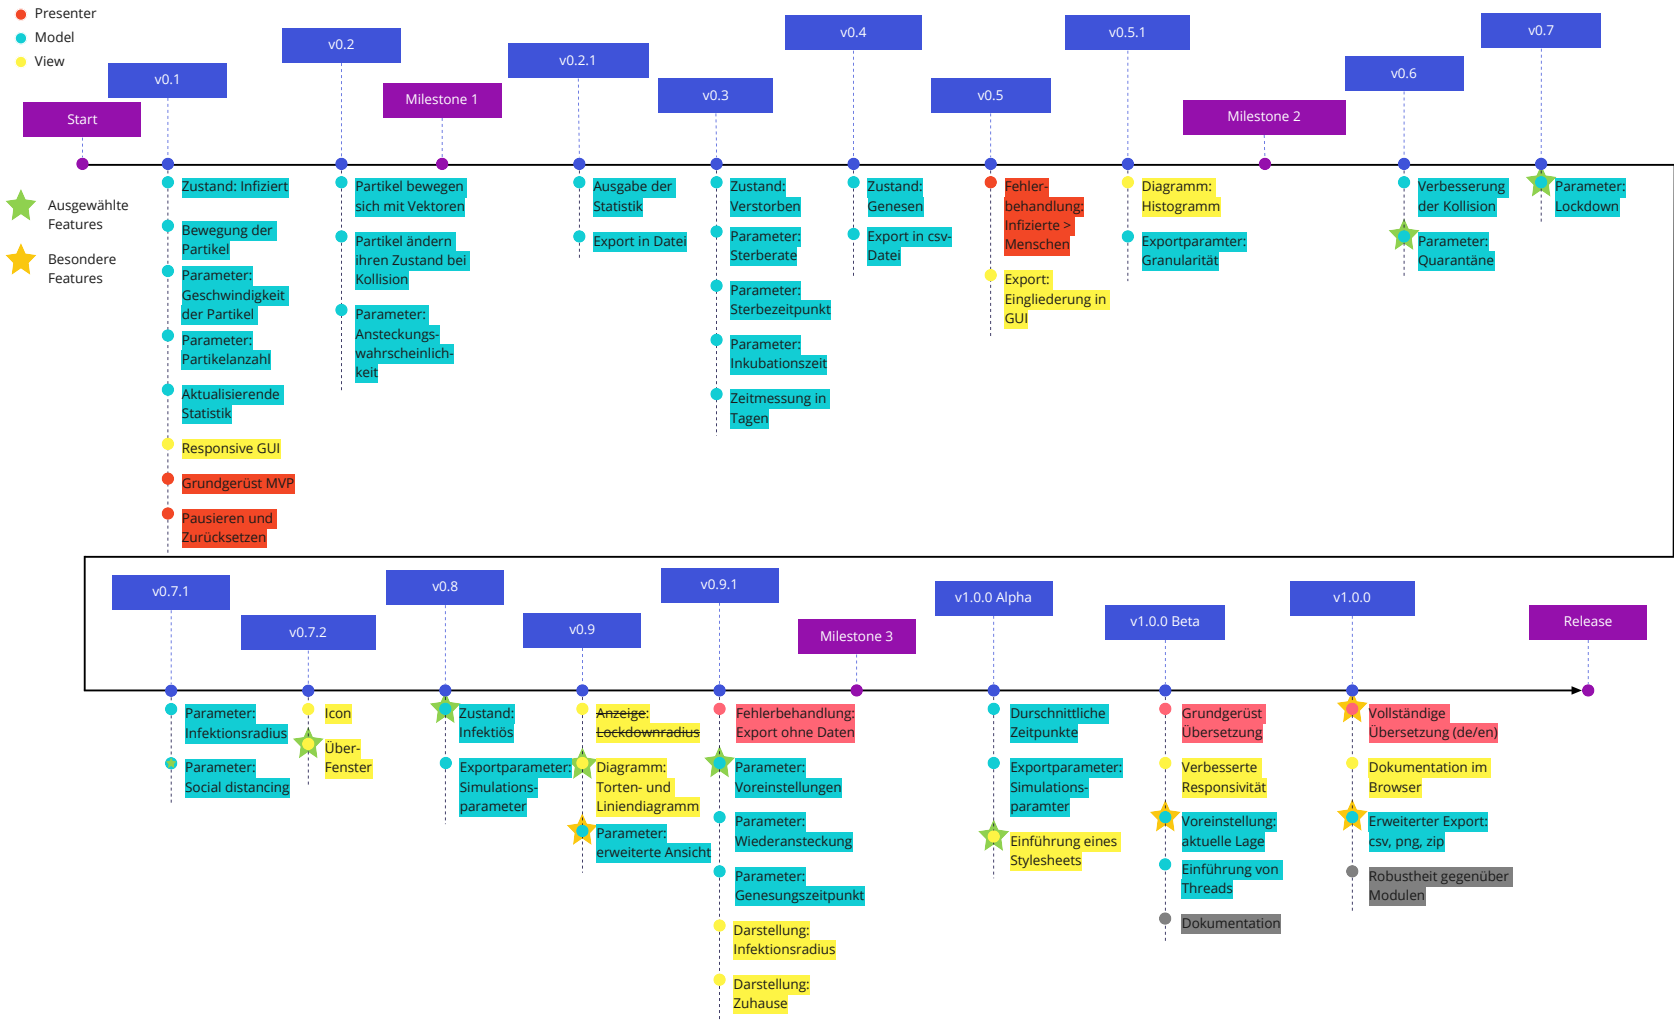 Presenter
Model
View
Start
v0.1
v0.2
Milestone 1
v0.2.1
v0.3
v0.4
v0.5
v0.5.1
Milestone 2
v0.6
v0.7
Ausgewählte
Features
Besondere
Features
Zustand: Infiziert
Bewegung der
Partikel
Parameter:
Geschwindigkeit
der Partikel
Parameter:
Partikelanzahl
Aktualisierende
Statistik
Responsive GUI
Grundgerüst MVP
Pausieren und
Zurücksetzen
Partikel bewegen
sich mit Vektoren
Partikel ändern
ihren Zustand bei
Kollision
Parameter:
Ansteckungs-
wahrscheinlich-
keit
Ausgabe der
Statistik
Export in Datei
Zustand:
Verstorben
Parameter:
Sterberate
Parameter:
Sterbezeitpunkt
Parameter:
Inkubationszeit
Zeitmessung in
Tagen
Zustand:
Genesen
Export in csv-
Datei
Fehler-
behandlung:
Infizierte >
Menschen
Export:
Eingliederung in
GUI
Diagramm:
Histogramm
Exportparamter:
Granularität
Verbesserung
der Kollision
Parameter:
Quarantäne
Parameter:
Lockdown
v0.7.1
v0.7.2
v0.8
v0.9
v0.9.1
Milestone 3
v1.0.0 Alpha
v1.0.0 Beta
v1.0.0
Release
Parameter:
Infektionsradius
Parameter:
Social distancing
Icon
Über-
Fenster
Zustand:
Infektiös
Exportparameter:
Simulations-
parameter
Anzeige:
Lockdownradius
Diagramm:
Torten- und
Liniendiagramm
Parameter:
erweiterte Ansicht
Fehlerbehandlung:
Export ohne Daten
Parameter:
Voreinstellungen
Parameter:
Wiederansteckung
Parameter:
Genesungszeitpunkt
Darstellung:
Infektionsradius
Darstellung:
Zuhause
Durschnittliche
Zeitpunkte
Exportparameter:
Simulations-
paramter
Einführung eines
Stylesheets
Grundgerüst
Übersetzung
Verbesserte
Responsivität
Voreinstellung:
aktuelle Lage
Einführung von
Threads
Dokumentation
Vollständige
Übersetzung (de/en)
Dokumentation im
Browser
Erweiterter Export:
csv, png, zip
Robustheit gegenüber
Modulen